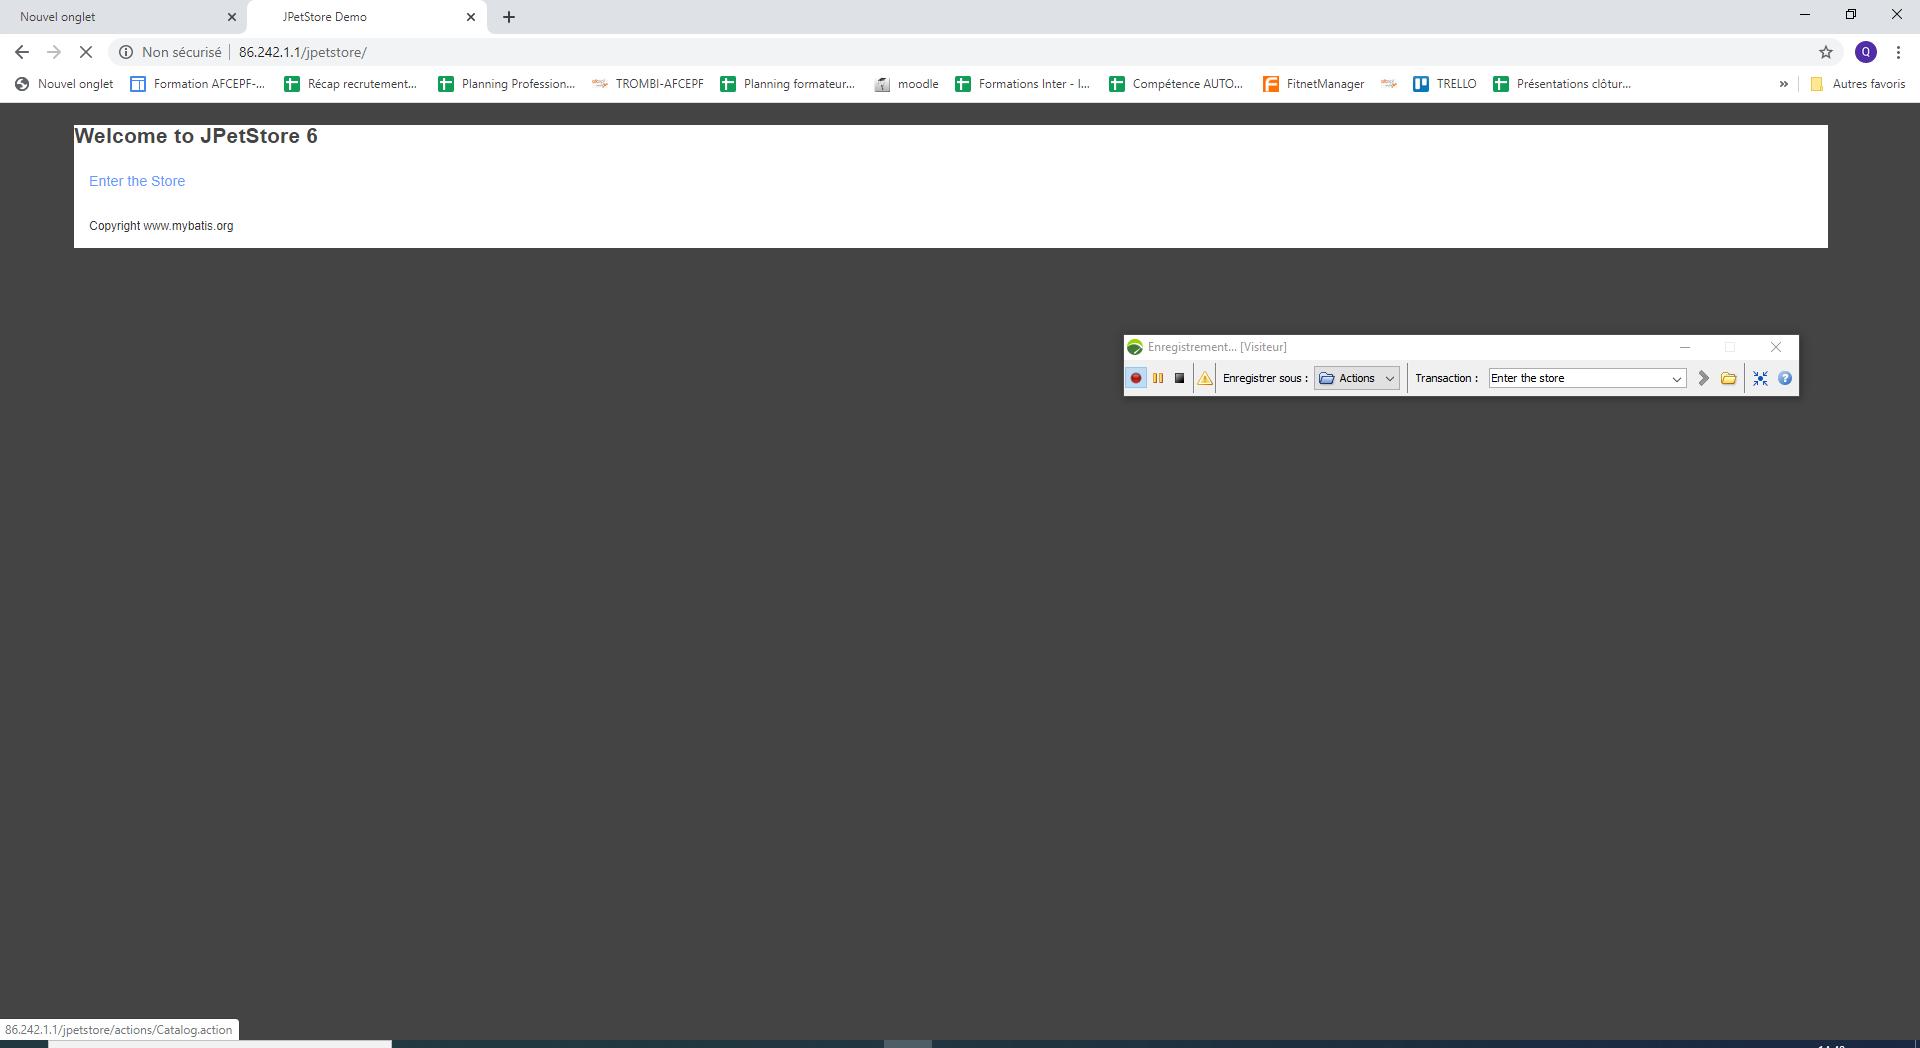 Nouvel onglet
JPetStore Demo
Non sécurisé
86.242.1.1/jpetstore/
Q
Nouvel onglet
Formation AFCEPF-...
Récap recrutement...
Planning Profession...
TROMBI-AFCEPF
Planning formateur...
moodle
Formations Inter - I...
Compétence AUTO...
FitnetManager
TRELLO
Présentations clôtur...
»
Autres favoris
Welcome to JPetStore 6
Enter the Store
Copyright www.mybatis.org
Enregistrement... [Visiteur]
Enregistrer sous :
Actions
Transaction :
Enter the store
86.242.1.1/jpetstore/actions/Catalog.action